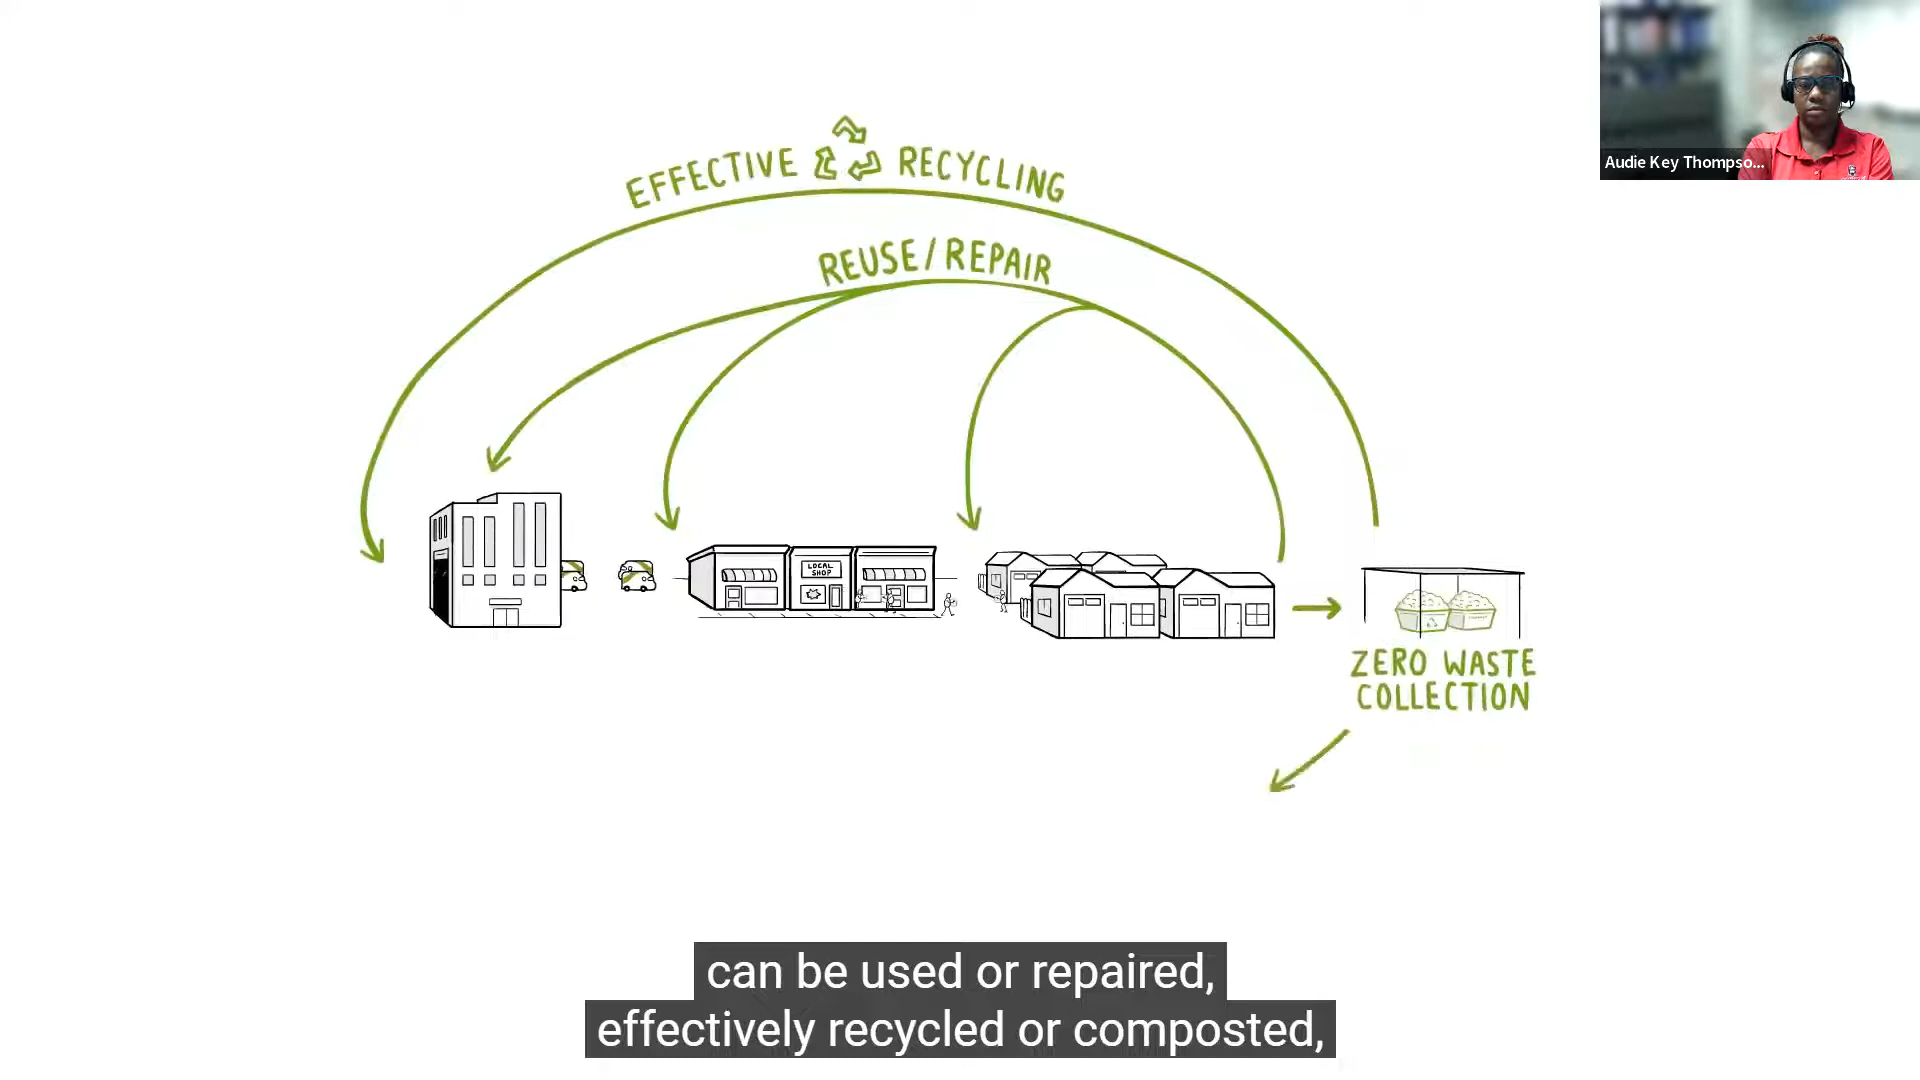 Audie Key Thompso...
EFFECTIVE RECYCLING
REUSE/REPAIR
LOCAL
SHOP
ZERO WASTE
COLLECTION
can be used or repaired,
effectively recycled or composted,